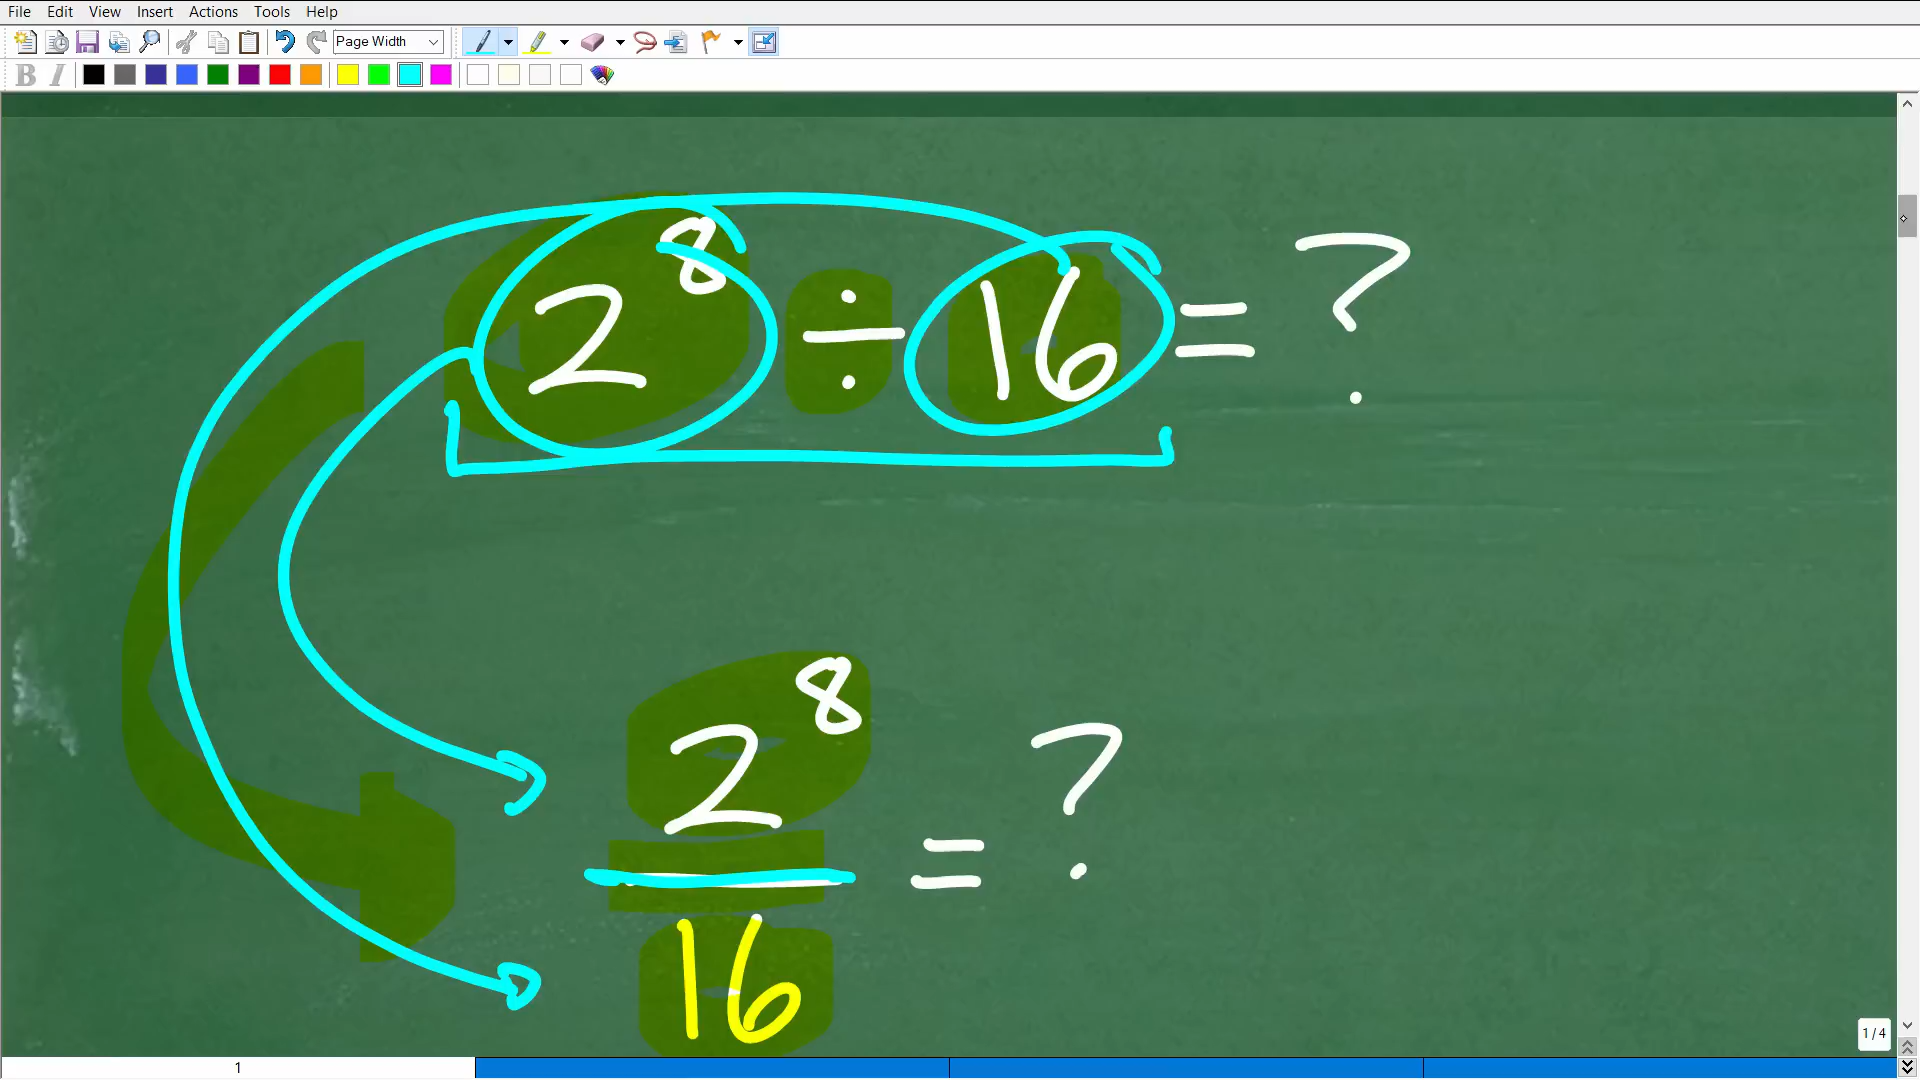 File Edit View Insert Actions Tools Help
Page Width
B I
2⁸ ÷ 16 = ?
2⁸
— = ?
16
1 / 4
1